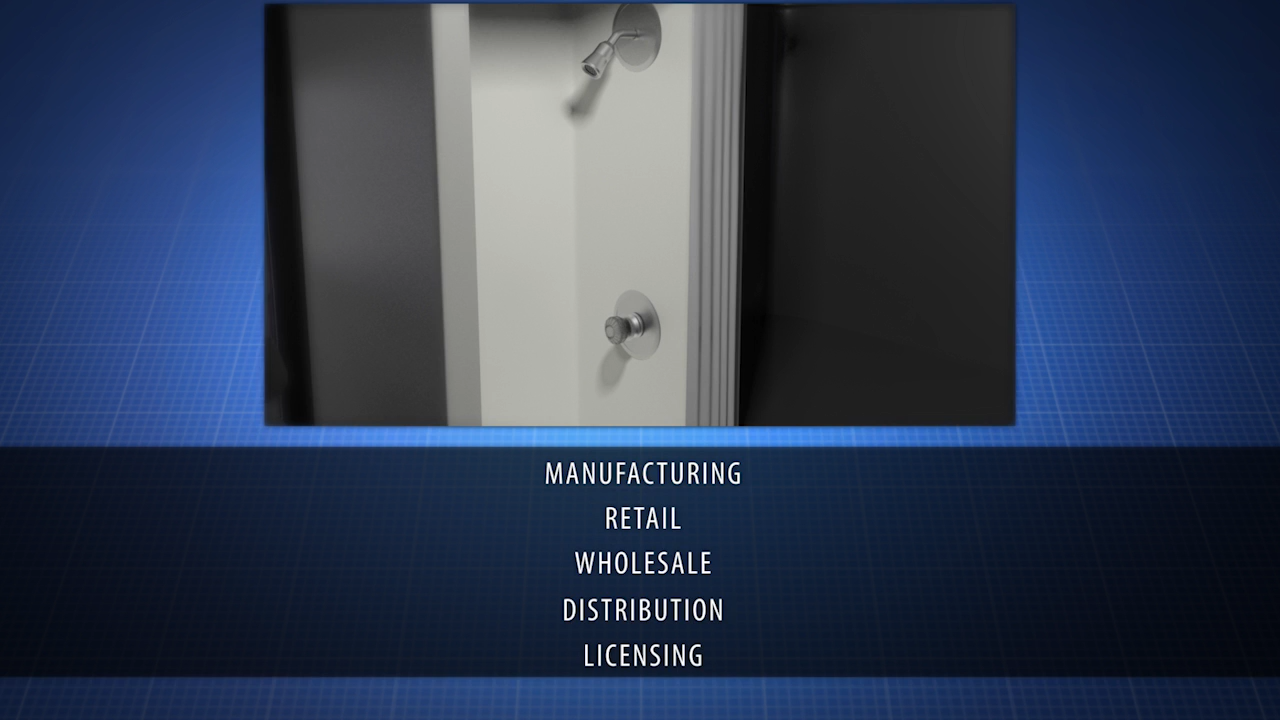 MANUFACTURING
RETAIL
WHOLESALE
DISTRIBUTION
LICENSING